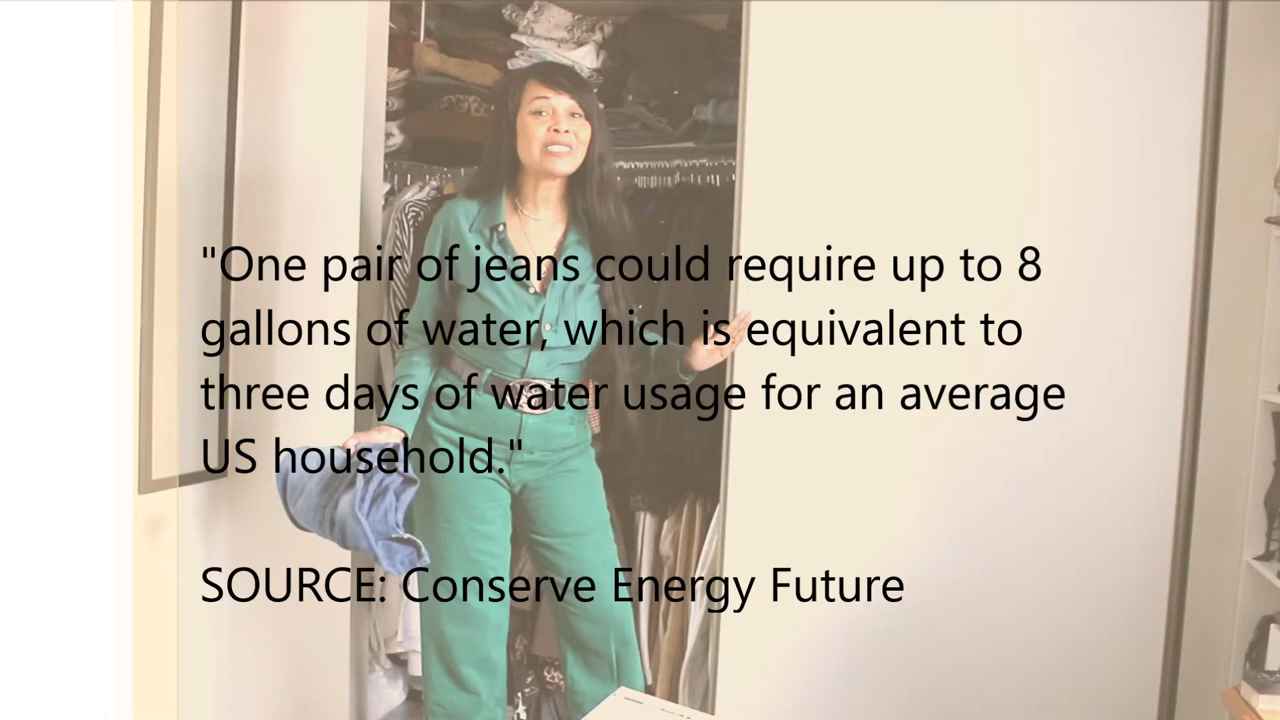 "One pair of jeans could require up to 8
gallons of water, which is equivalent to
three days of water usage for an average
US household."
SOURCE: Conserve Energy Future